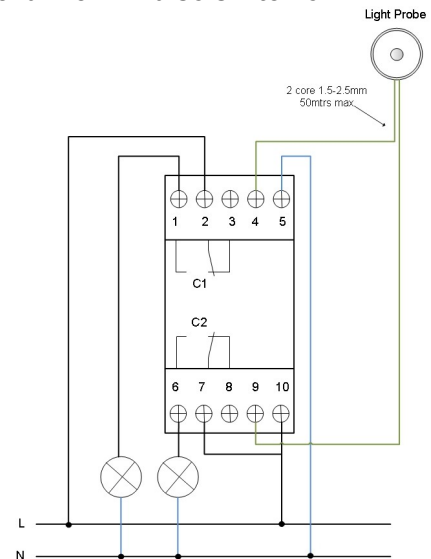 Light Probe
2 core 1.5-2.5mm
50mtrs max
1 2 3 4 5
C1
C2
6 7 8 9 10
L
N